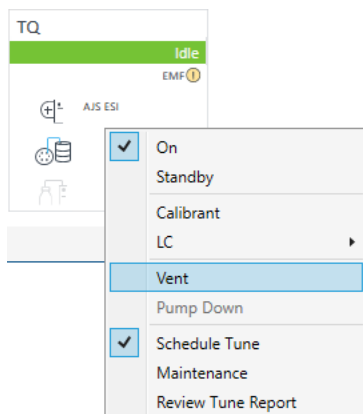 TQ
Idle
EMF
AJS ESI
On
Standby
Calibrant
LC
Vent
Pump Down
Schedule Tune
Maintenance
Review Tune Report